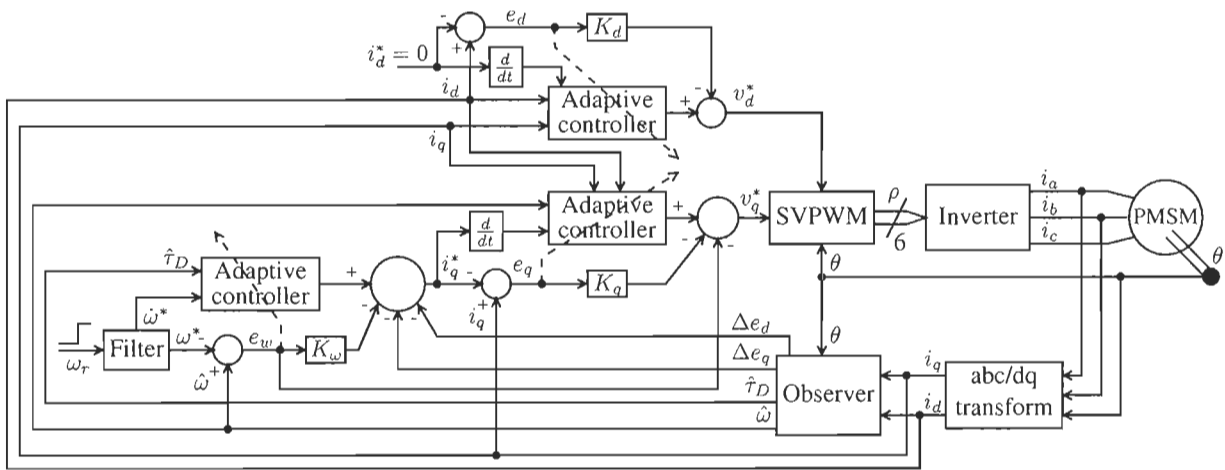 e_d
K_d
-
+
i_d^* = 0
d/dt
i_d
Adaptive
controller
+
-
v_d^*
i_q
Adaptive
controller
+
-
-
v_q^*
SVPWM
ρ
6
Inverter
i_a
i_b
i_c
PMSM
θ
θ
τ̂_D
Adaptive
controller
+
-
-
-
i_q^*
d/dt
-
e_q
K_q
i_q
+
ω̇^*
ω_r
Filter
ω^*
-
e_w
K_ω
ω̂
+
Δe_d
Δe_q
τ̂_D
ω̂
θ
Observer
i_q
i_d
abc/dq
transform